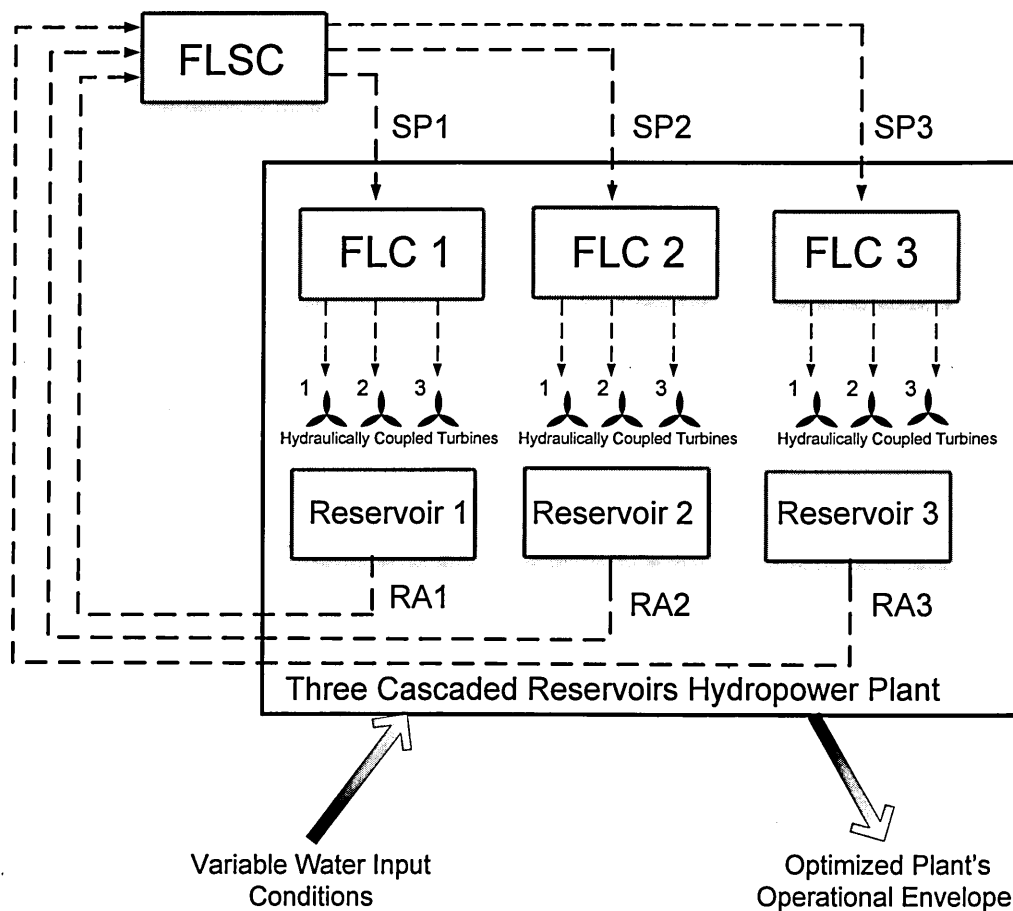 FLSC
SP1
SP2
SP3
FLC 1
FLC 2
FLC 3
1 2 3
1 2 3
1 2 3
Hydraulically Coupled Turbines
Hydraulically Coupled Turbines
Hydraulically Coupled Turbines
Reservoir 1
Reservoir 2
Reservoir 3
RA1
RA2
RA3
Three Cascaded Reservoirs Hydropower Plant
Variable Water Input
Conditions
Optimized Plant's
Operational Envelope